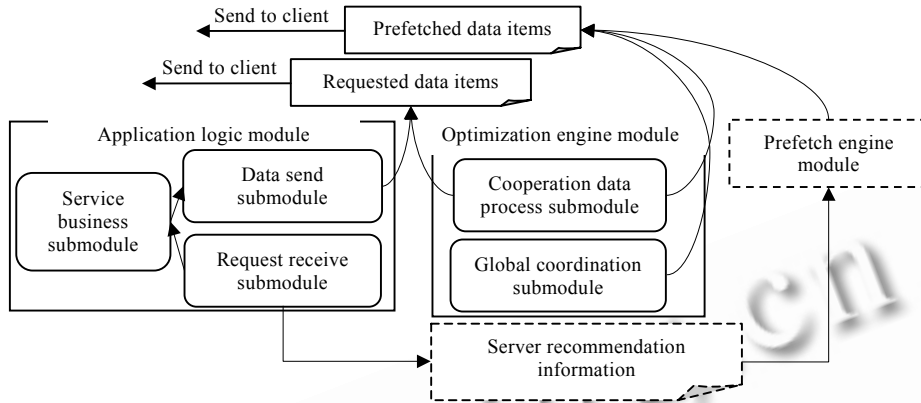 Send to client
Prefetched data items
Send to client
Requested data items
Application logic module
Optimization engine module
Prefetch engine
module
Data send
submodule
Service
business
submodule
Request receive
submodule
Cooperation data
process submodule
Global coordination
submodule
Server recommendation
information
cn